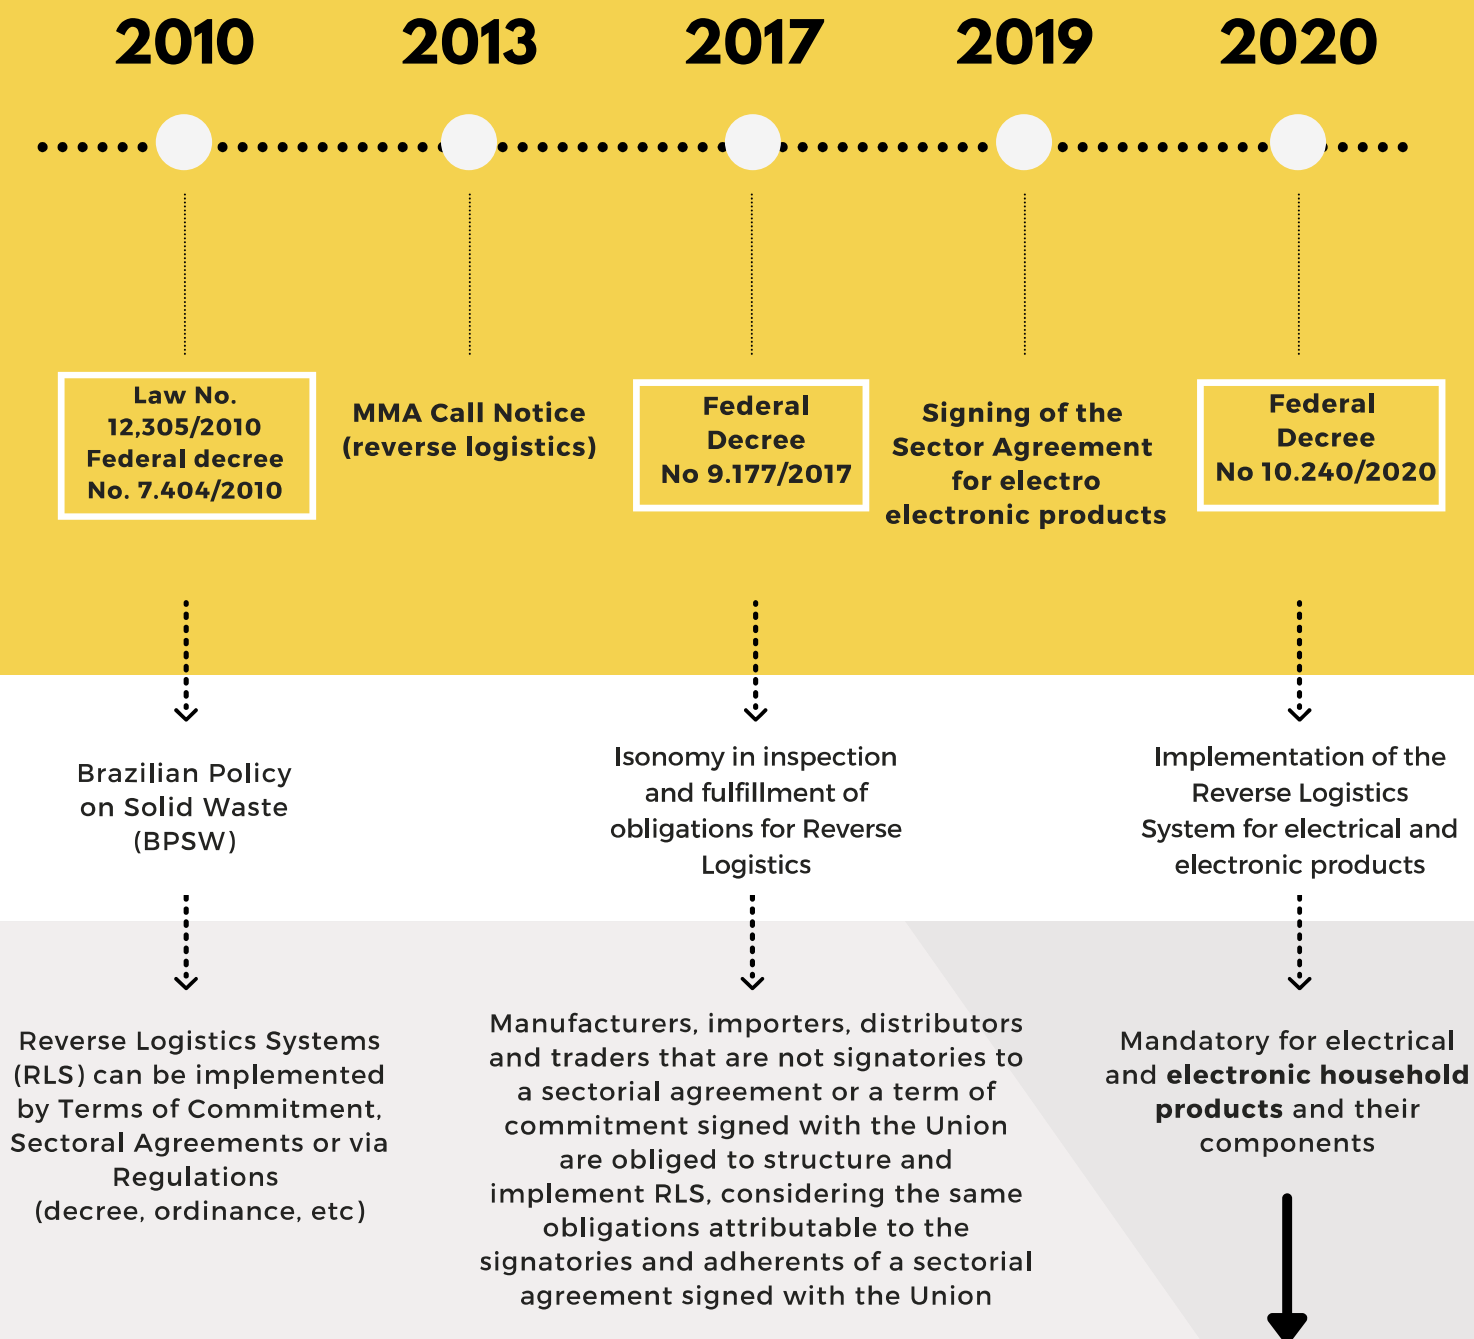 2010
2013
2017
2019
2020
Law No.
12,305/2010
Federal decree
No. 7.404/2010
MMA Call Notice
(reverse logistics)
Federal
Decree
No 9.177/2017
Signing of the
Sector Agreement
for electro
electronic products
Federal
Decree
No 10.240/2020
Brazilian Policy
on Solid Waste
(BPSW)
Isonomy in inspection
and fulfillment of
obligations for Reverse
Logistics
Implementation of the
Reverse Logistics
System for electrical and
electronic products
Reverse Logistics Systems
(RLS) can be implemented
by Terms of Commitment,
Sectoral Agreements or via
Regulations
(decree, ordinance, etc)
Manufacturers, importers, distributors
and traders that are not signatories to
a sectorial agreement or a term of
commitment signed with the Union
are obliged to structure and
implement RLS, considering the same
obligations attributable to the
signatories and adherents of a sectorial
agreement signed with the Union
Mandatory for electrical
and electronic household
products and their
components